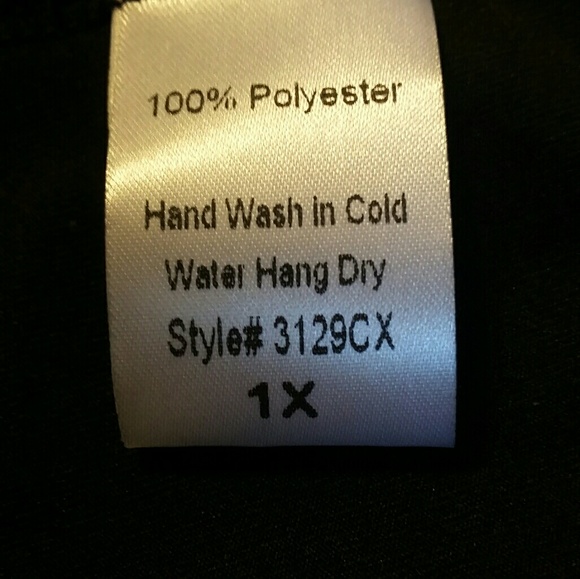 100% Polyester
Hand Wash in Cold
Water Hang Dry
Style# 3129CX
1X